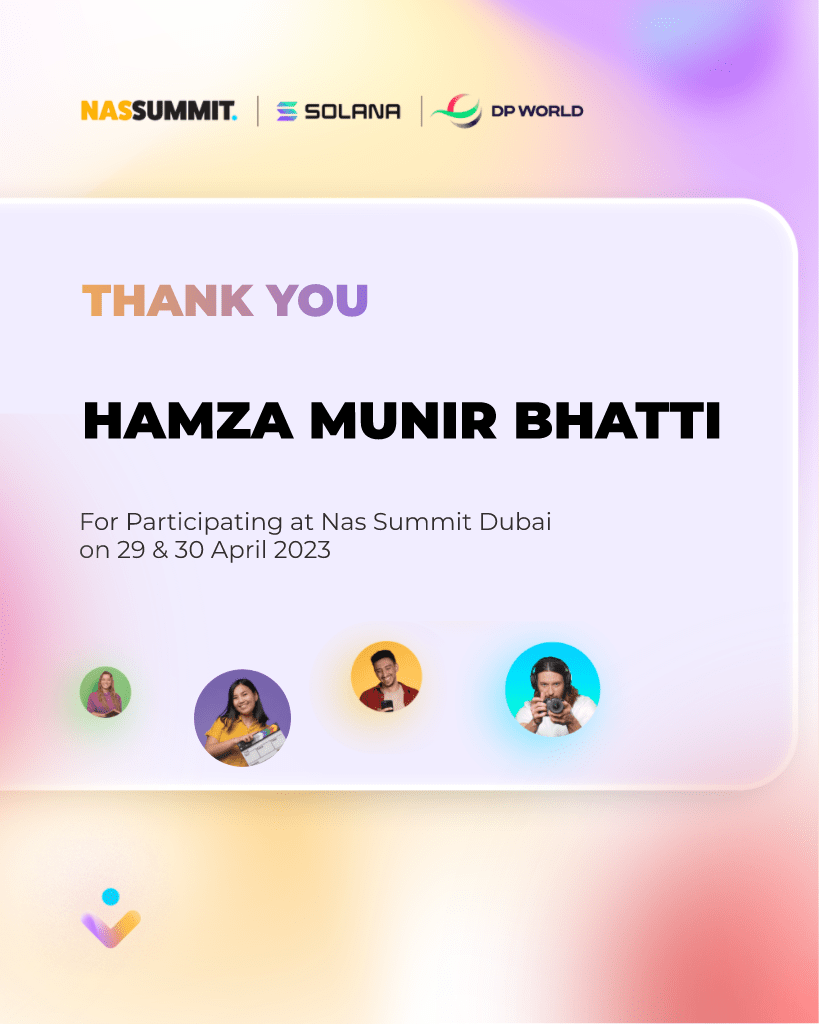 NASSUMMIT. | SOLANA | DP WORLD
THANK YOU
HAMZA MUNIR BHATTI
For Participating at Nas Summit Dubai
on 29 & 30 April 2023